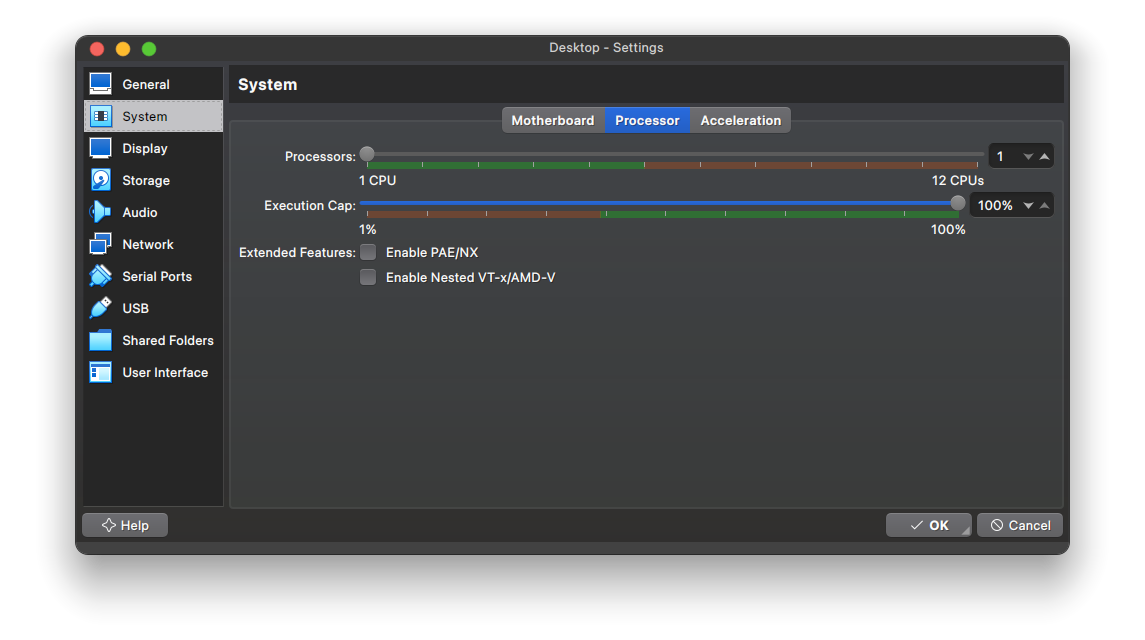 Desktop - Settings
General
System
Display
Storage
Audio
Network
Serial Ports
USB
Shared Folders
User Interface
System
Motherboard Processor Acceleration
Processors: 1
1 CPU 12 CPUs
Execution Cap: 100%
1% 100%
Extended Features: Enable PAE/NX
Enable Nested VT-x/AMD-V
Help OK Cancel